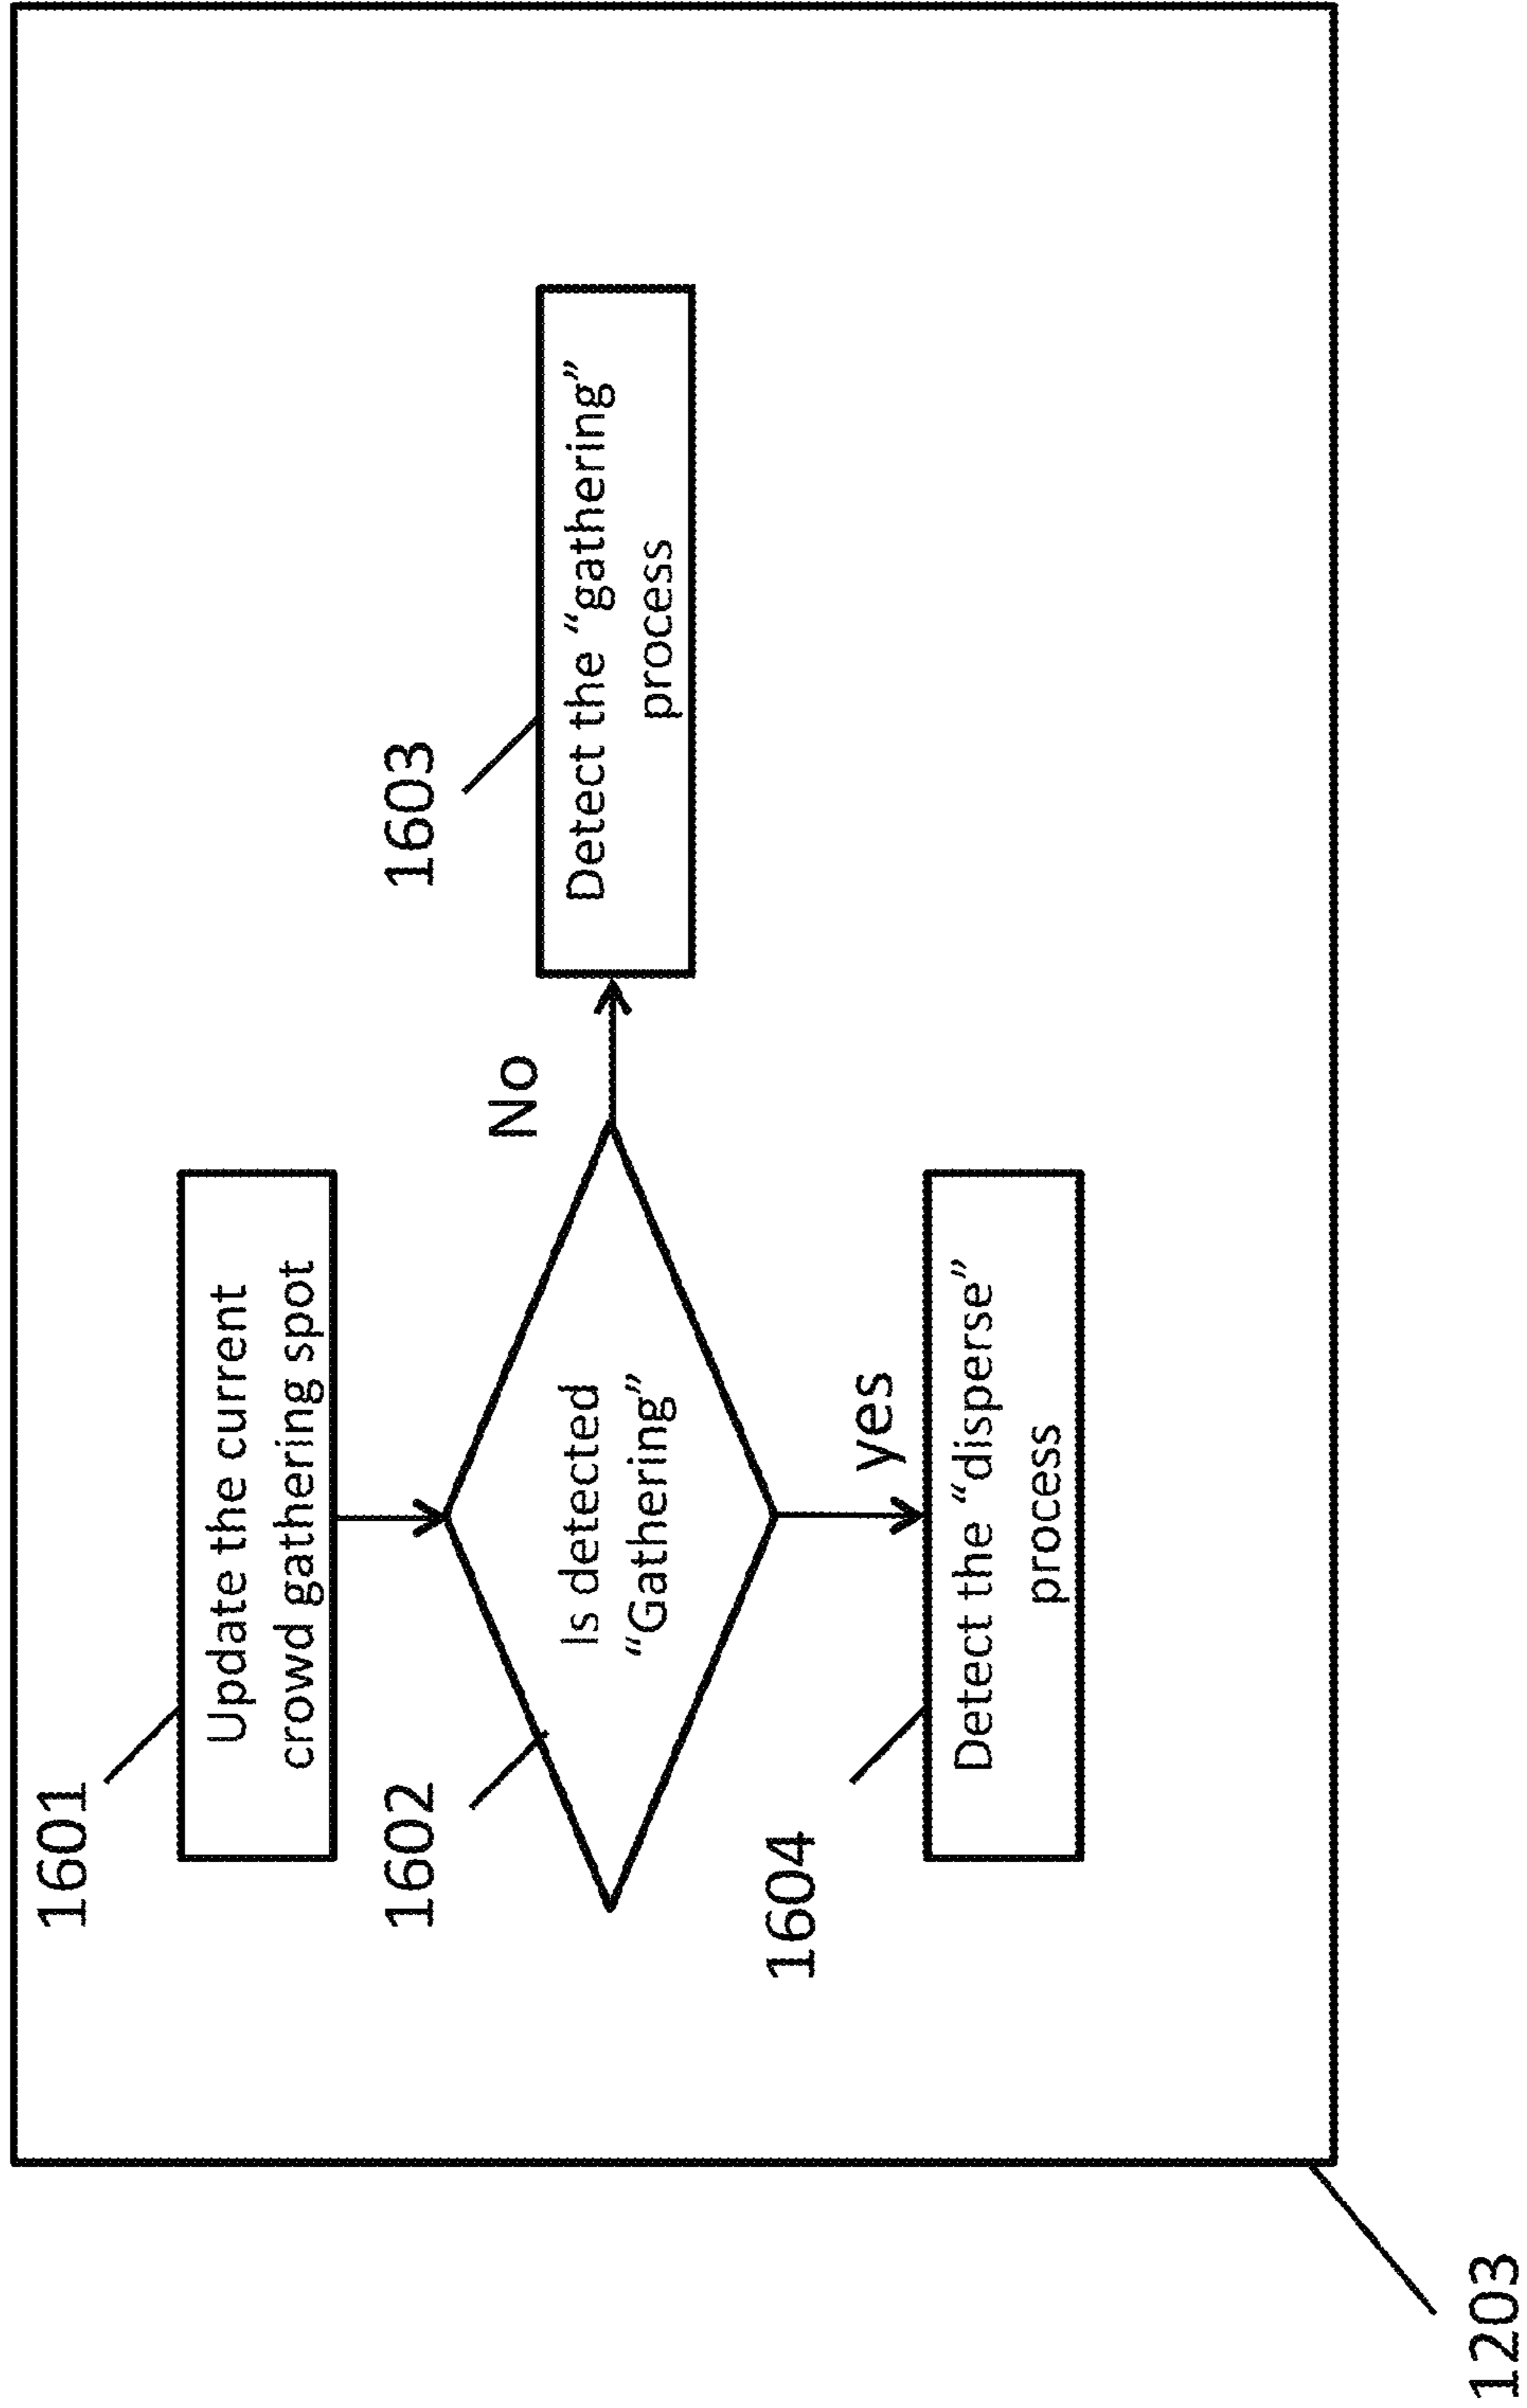 1601
Update the current
crowd gathering spot
1602
Is detected
“Gathering”
No
1603
Detect the “gathering”
process
yes
1604
Detect the “disperse”
process
1203